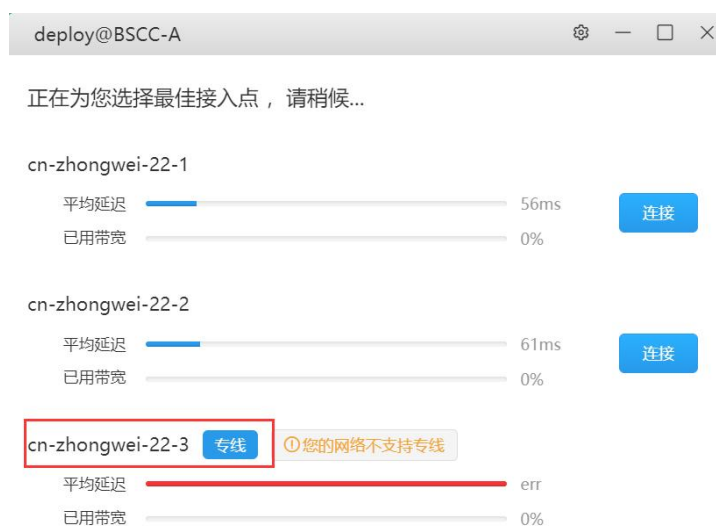 deploy@BSCC-A
正在为您选择最佳接入点，请稍候...
cn-zhongwei-22-1
平均延迟 56ms
连接
已用带宽 0%
cn-zhongwei-22-2
平均延迟 61ms
连接
已用带宽 0%
cn-zhongwei-22-3 专线 您的网络不支持专线
平均延迟 err
已用带宽 0%